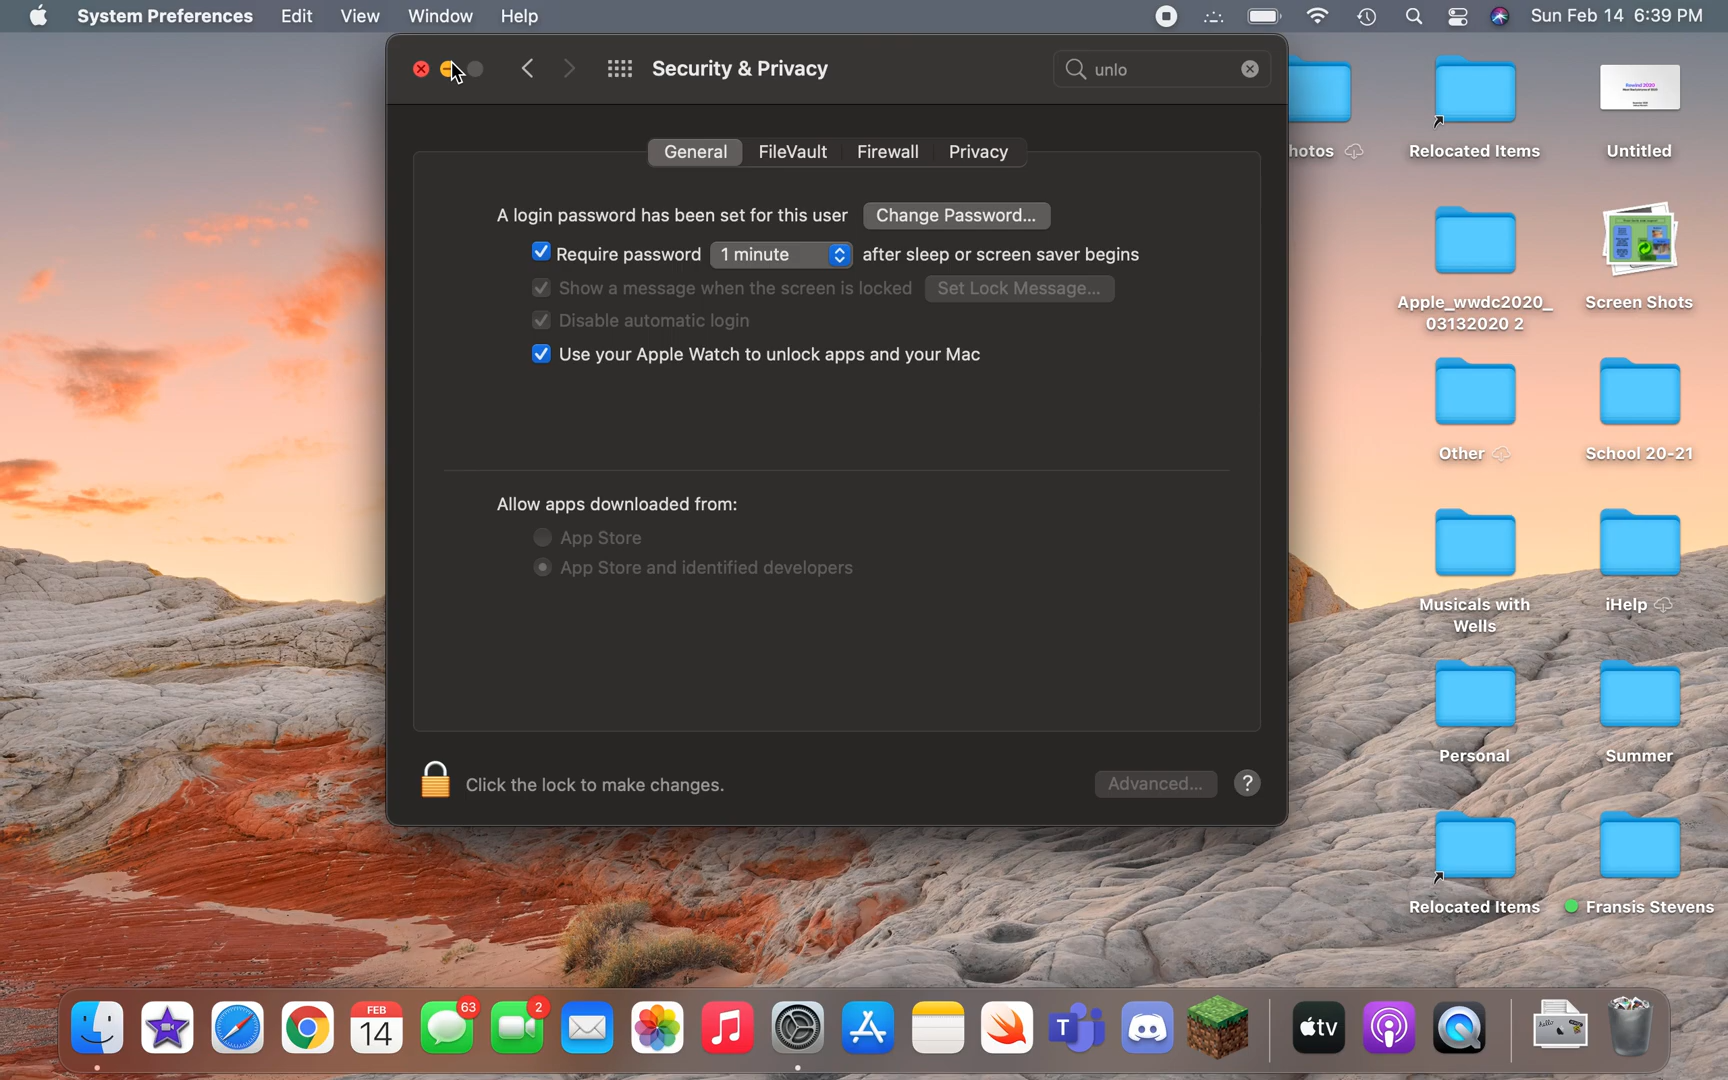 System Preferences Edit View Window Help Sun Feb 14 6:39 PM
Security & Privacy unlo
General FileVault Firewall Privacy
A login password has been set for this user Change Password...
Require password 1 minute after sleep or screen saver begins
Show a message when the screen is locked Set Lock Message...
Disable automatic login
Use your Apple Watch to unlock apps and your Mac
Allow apps downloaded from:
App Store
App Store and identified developers
Click the lock to make changes. Advanced... ?
hotos Relocated Items Untitled
Apple_wwdc2020_
03132020 2
Screen Shots
Other School 20-21
Musicals with
Wells
iHelp
Personal Summer
Relocated Items Fransis Stevens
FEB
14
63
2
T
tv